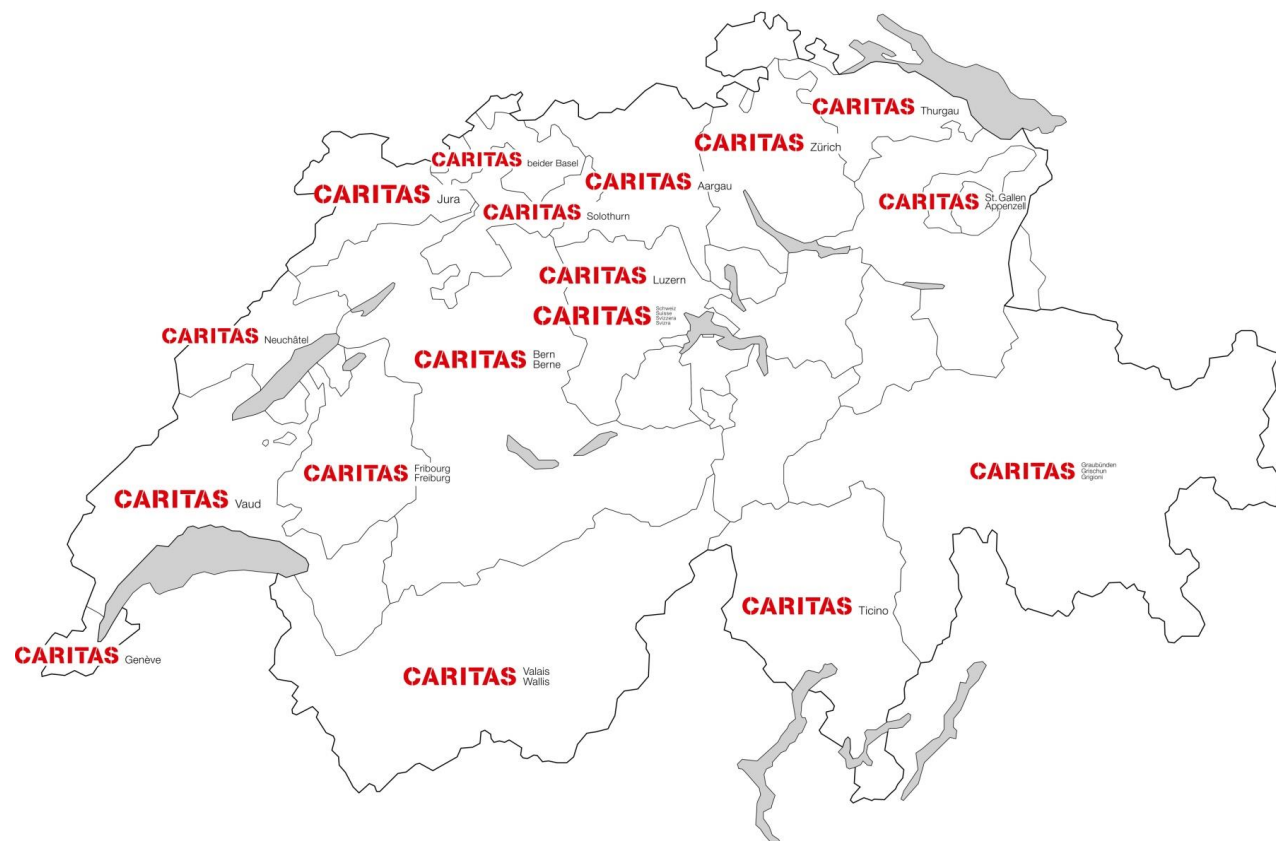 CARITAS Thurgau
CARITAS Zürich
CARITAS beider Basel
CARITAS Aargau
CARITAS Jura
CARITAS St. Gallen
Appenzell
CARITAS Solothurn
CARITAS Luzern
CARITAS Schweiz
Suisse
Svizzera
Svizra
CARITAS Neuchâtel
CARITAS Bern
Berne
CARITAS Fribourg
Freiburg
CARITAS Graubünden
Grischun
Grigioni
CARITAS Vaud
CARITAS Ticino
CARITAS Genève
CARITAS Valais
Wallis